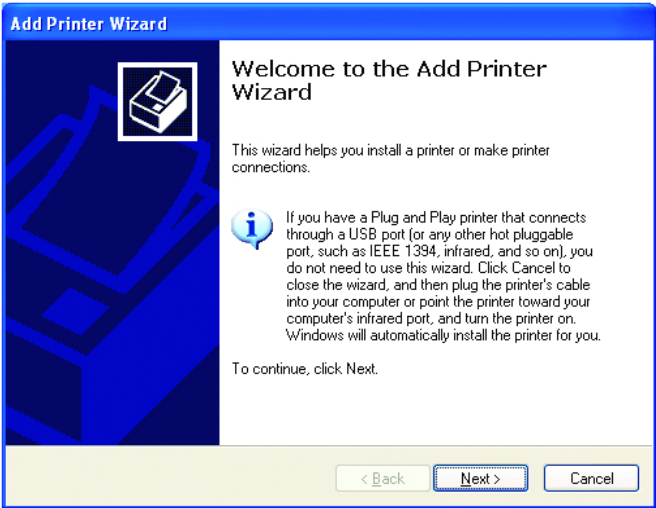 Add Printer Wizard
Welcome to the Add Printer
Wizard
This wizard helps you install a printer or make printer
connections.
If you have a Plug and Play printer that connects
through a USB port (or any other hot pluggable
port, such as IEEE 1394, infrared, and so on), you
do not need to use this wizard. Click Cancel to
close the wizard, and then plug the printer's cable
into your computer or point the printer toward your
computer's infrared port, and turn the printer on.
Windows will automatically install the printer for you.
To continue, click Next.
< Back Next > Cancel